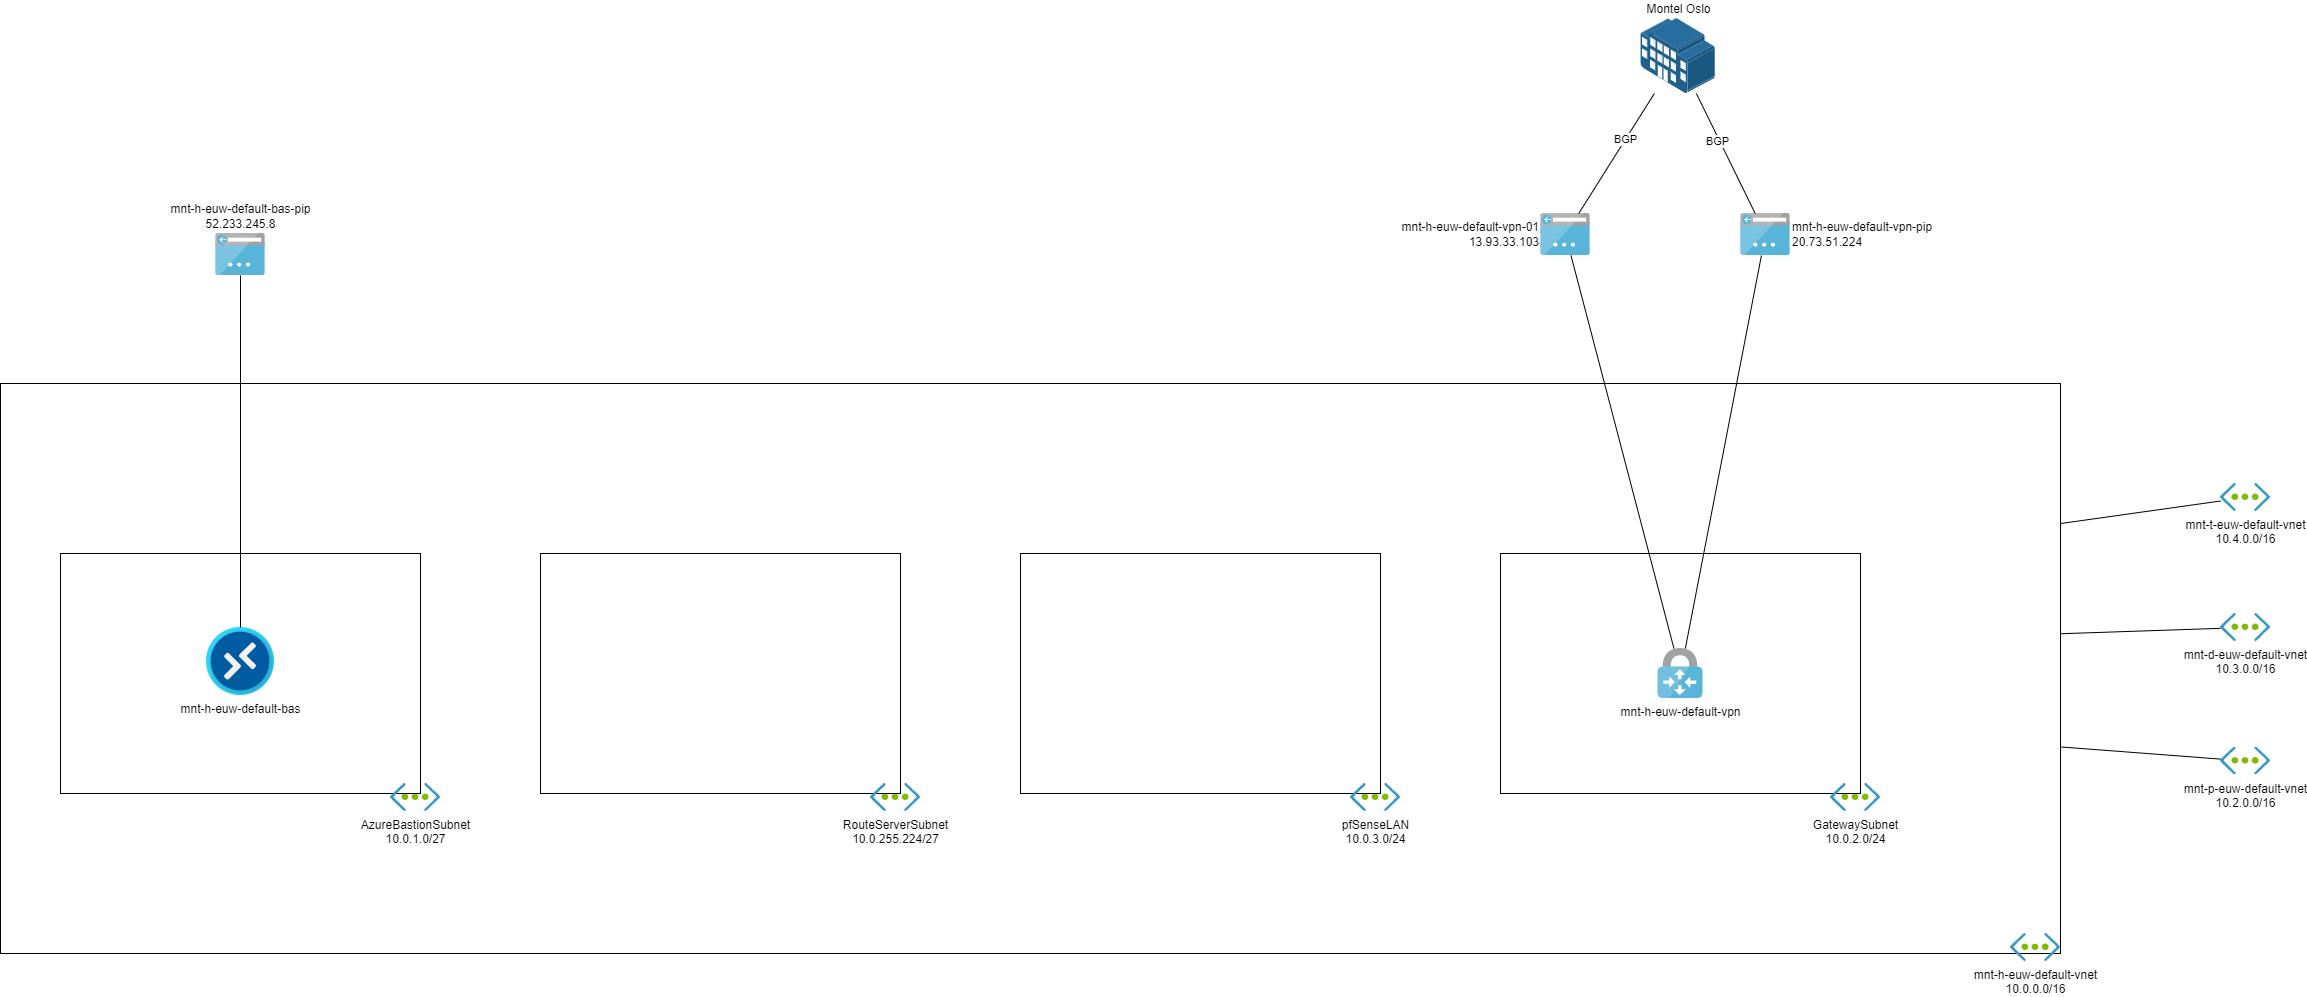 Montel Oslo
BGP
BGP
mnt-h-euw-default-bas-pip
52.233.245.8
mnt-h-euw-default-vpn-01
13.93.33.103
mnt-h-euw-default-vpn-pip
20.73.51.224
mnt-t-euw-default-vnet
10.4.0.0/16
mnt-d-euw-default-vnet
10.3.0.0/16
mnt-h-euw-default-bas
mnt-h-euw-default-vpn
mnt-p-euw-default-vnet
10.2.0.0/16
AzureBastionSubnet
10.0.1.0/27
RouteServerSubnet
10.0.255.224/27
pfSenseLAN
10.0.3.0/24
GatewaySubnet
10.0.2.0/24
mnt-h-euw-default-vnet
10.0.0.0/16